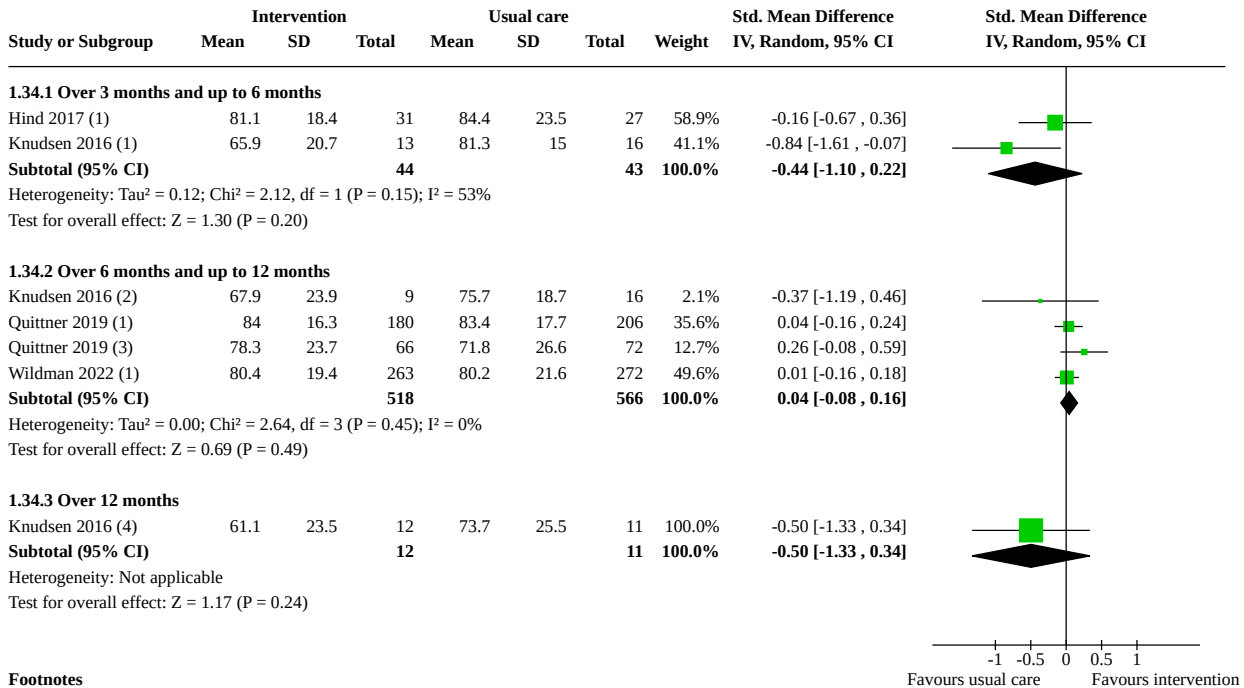 Intervention Usual care Std. Mean Difference Std. Mean Difference
Study or Subgroup Mean SD Total Mean SD Total Weight IV, Random, 95% CI IV, Random, 95% CI
1.34.1 Over 3 months and up to 6 months
Hind 2017 (1) 81.1 18.4 31 84.4 23.5 27 58.9% -0.16 [-0.67 , 0.36]
Knudsen 2016 (1) 65.9 20.7 13 81.3 15 16 41.1% -0.84 [-1.61 , -0.07]
Subtotal (95% CI) 44 43 100.0% -0.44 [-1.10 , 0.22]
Heterogeneity: Tau² = 0.12; Chi² = 2.12, df = 1 (P = 0.15); I² = 53%
Test for overall effect: Z = 1.30 (P = 0.20)
1.34.2 Over 6 months and up to 12 months
Knudsen 2016 (2) 67.9 23.9 9 75.7 18.7 16 2.1% -0.37 [-1.19 , 0.46]
Quittner 2019 (1) 84 16.3 180 83.4 17.7 206 35.6% 0.04 [-0.16 , 0.24]
Quittner 2019 (3) 78.3 23.7 66 71.8 26.6 72 12.7% 0.26 [-0.08 , 0.59]
Wildman 2022 (1) 80.4 19.4 263 80.2 21.6 272 49.6% 0.01 [-0.16 , 0.18]
Subtotal (95% CI) 518 566 100.0% 0.04 [-0.08 , 0.16]
Heterogeneity: Tau² = 0.00; Chi² = 2.64, df = 3 (P = 0.45); I² = 0%
Test for overall effect: Z = 0.69 (P = 0.49)
1.34.3 Over 12 months
Knudsen 2016 (4) 61.1 23.5 12 73.7 25.5 11 100.0% -0.50 [-1.33 , 0.34]
Subtotal (95% CI) 12 11 100.0% -0.50 [-1.33 , 0.34]
Heterogeneity: Not applicable
Test for overall effect: Z = 1.17 (P = 0.24)
-1 -0.5 0 0.5 1
Footnotes Favours usual care Favours intervention